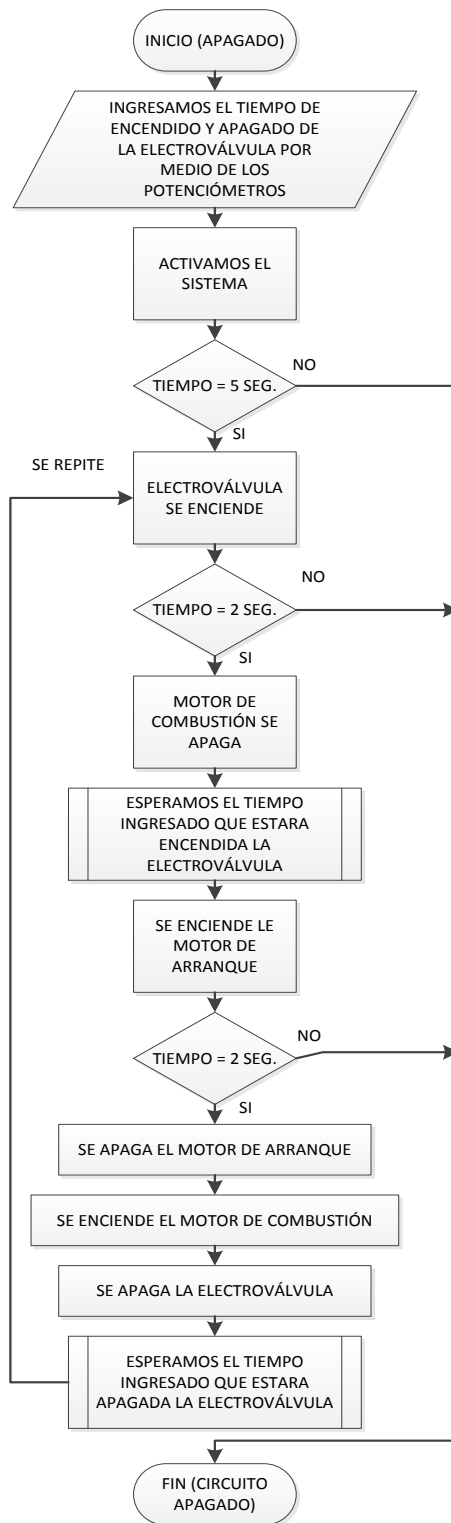 INICIO (APAGADO)
INGRESAMOS EL TIEMPO DE
ENCENDIDO Y APAGADO DE
LA ELECTROVÁLVULA POR
MEDIO DE LOS
POTENCIÓMETROS
ACTIVAMOS EL
SISTEMA
TIEMPO = 5 SEG.
NO
SI
SE REPITE
ELECTROVÁLVULA
SE ENCIENDE
TIEMPO = 2 SEG.
NO
SI
MOTOR DE
COMBUSTIÓN SE
APAGA
ESPERAMOS EL TIEMPO
INGRESADO QUE ESTARA
ENCENDIDA LA
ELECTROVÁLVULA
SE ENCIENDE LE
MOTOR DE
ARRANQUE
TIEMPO = 2 SEG.
NO
SI
SE APAGA EL MOTOR DE ARRANQUE
SE ENCIENDE EL MOTOR DE COMBUSTIÓN
SE APAGA LA ELECTROVÁLVULA
ESPERAMOS EL TIEMPO
INGRESADO QUE ESTARA
APAGADA LA ELECTROVÁLVULA
FIN (CIRCUITO
APAGADO)